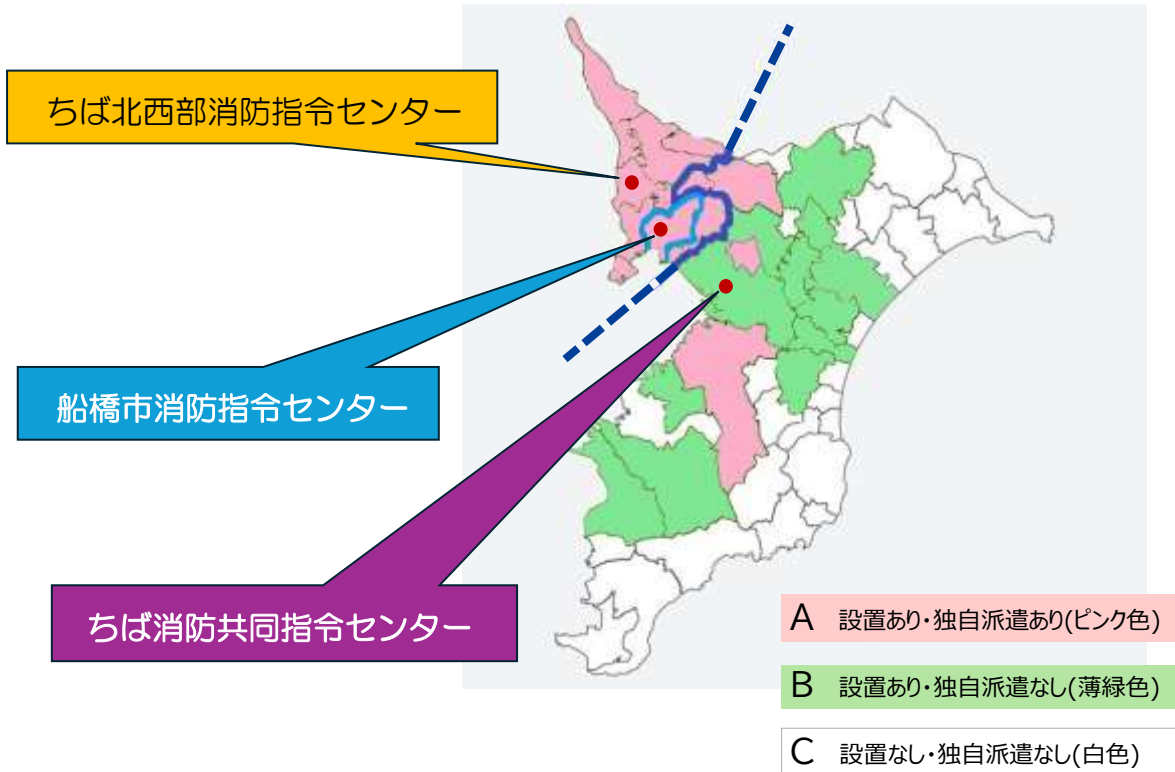 ちば北西部消防指令センター
船橋市消防指令センター
ちば消防共同指令センター
A 設置あり・独自派遣あり(ピンク色)
B 設置あり・独自派遣なし(薄緑色)
C 設置なし・独自派遣なし(白色)